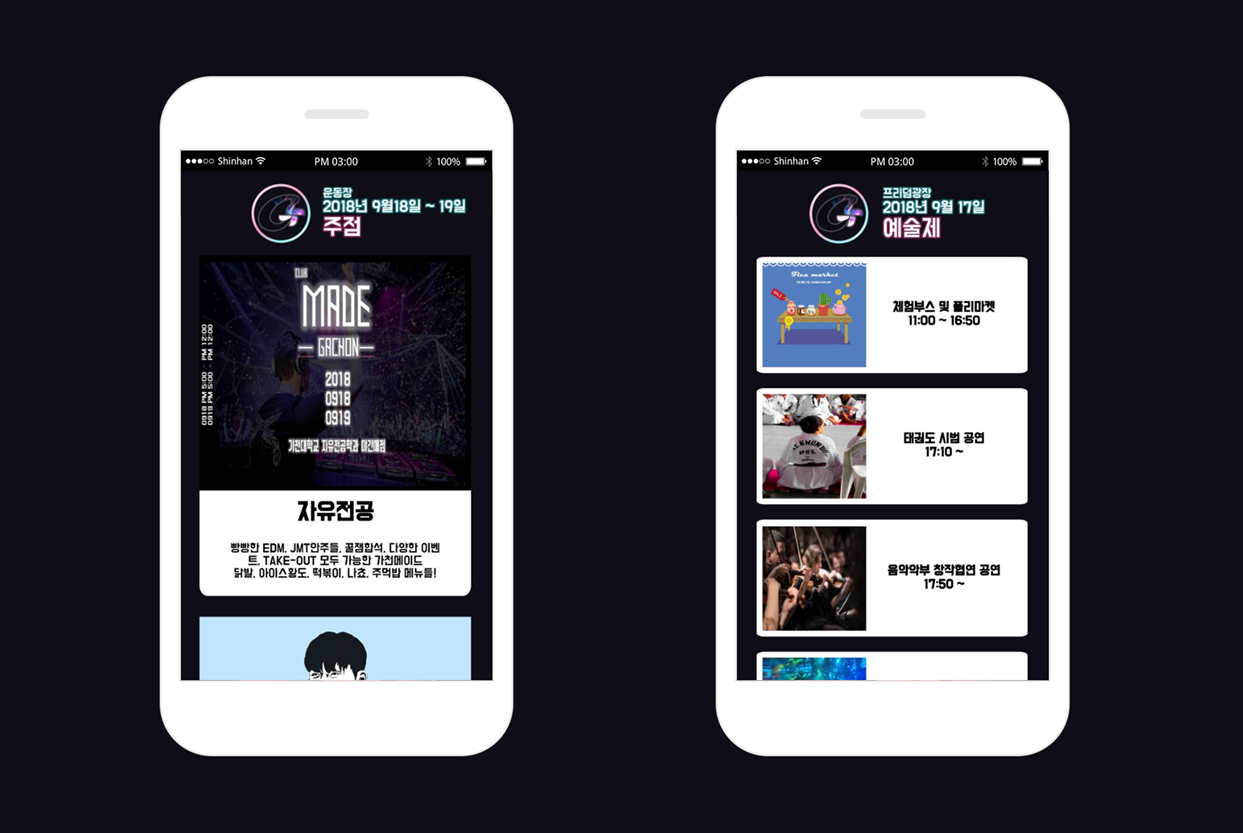 Shinhan
PM 03:00
100%
운동장
2018년 9월18일 ~ 19일
주점
CLUB
MADE
GACHON
2018
0918
0919
가천대학교 자유전공학과 야간매점
0918 PM 5:00 - PM 12:00
0919 PM 5:00 - PM 12:00
자유전공
빵빵한 EDM, JMT안주들, 꿀잼합석, 다양한 이벤
트, TAKE-OUT 모두 가능한 가천메이드
닭발, 아이스황도, 떡볶이, 나쵸, 주먹밥 메뉴들!
Shinhan
PM 03:00
100%
프리덤광장
2018년 9월 17일
예술제
Flea market
SALE
체험부스 및 플리마켓
11:00 ~ 16:50
태권도 시범 공연
17:10 ~
음악악부 창작협연 공연
17:50 ~